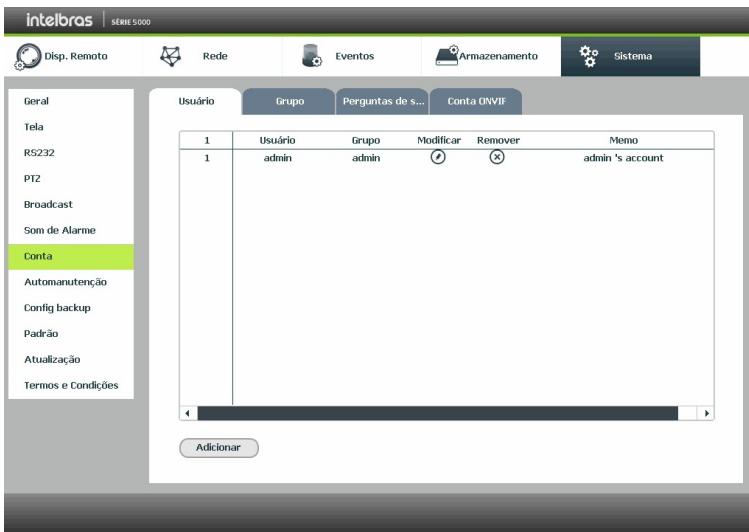 intelbras SÉRIE 5000
Disp. Remoto Rede Eventos Armazenamento Sistema
Geral
Tela
RS232
PTZ
Broadcast
Som de Alarme
Conta
Automanutenção
Config backup
Padrão
Atualização
Termos e Condições
Usuário Grupo Perguntas de s... Conta ONVIF
1 Usuário Grupo Modificar Remover Memo
1 admin admin admin 's account
Adicionar